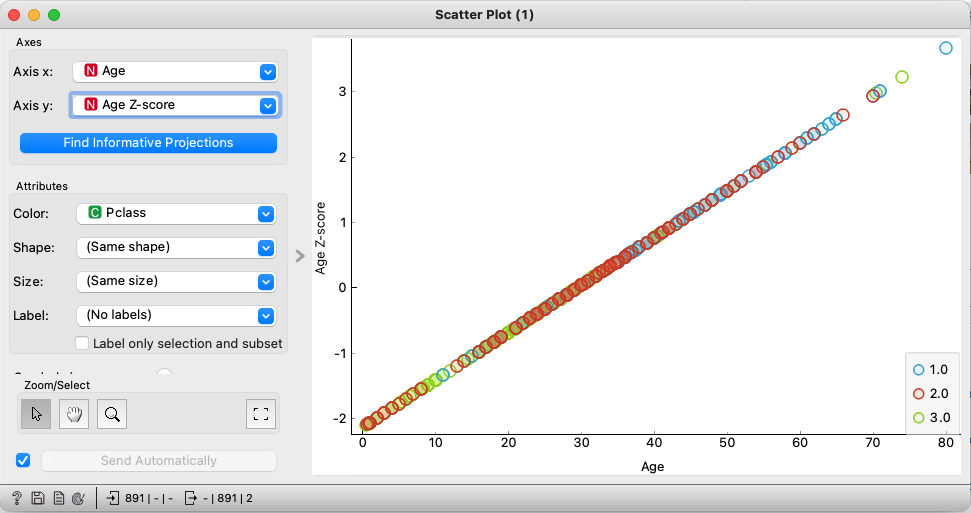 Scatter Plot (1)
Axes
Axis x: N Age
Axis y: N Age Z-score
Find Informative Projections
Attributes
Color: C Pclass
Shape: (Same shape)
Size: (Same size)
Label: (No labels)
Label only selection and subset
Zoom/Select
Send Automatically
? 891 | - | - - | 891 | 2
Age Z-score
3
2
1
0
-1
-2
0 10 20 30 40 50 60 70 80
Age
1.0
2.0
3.0